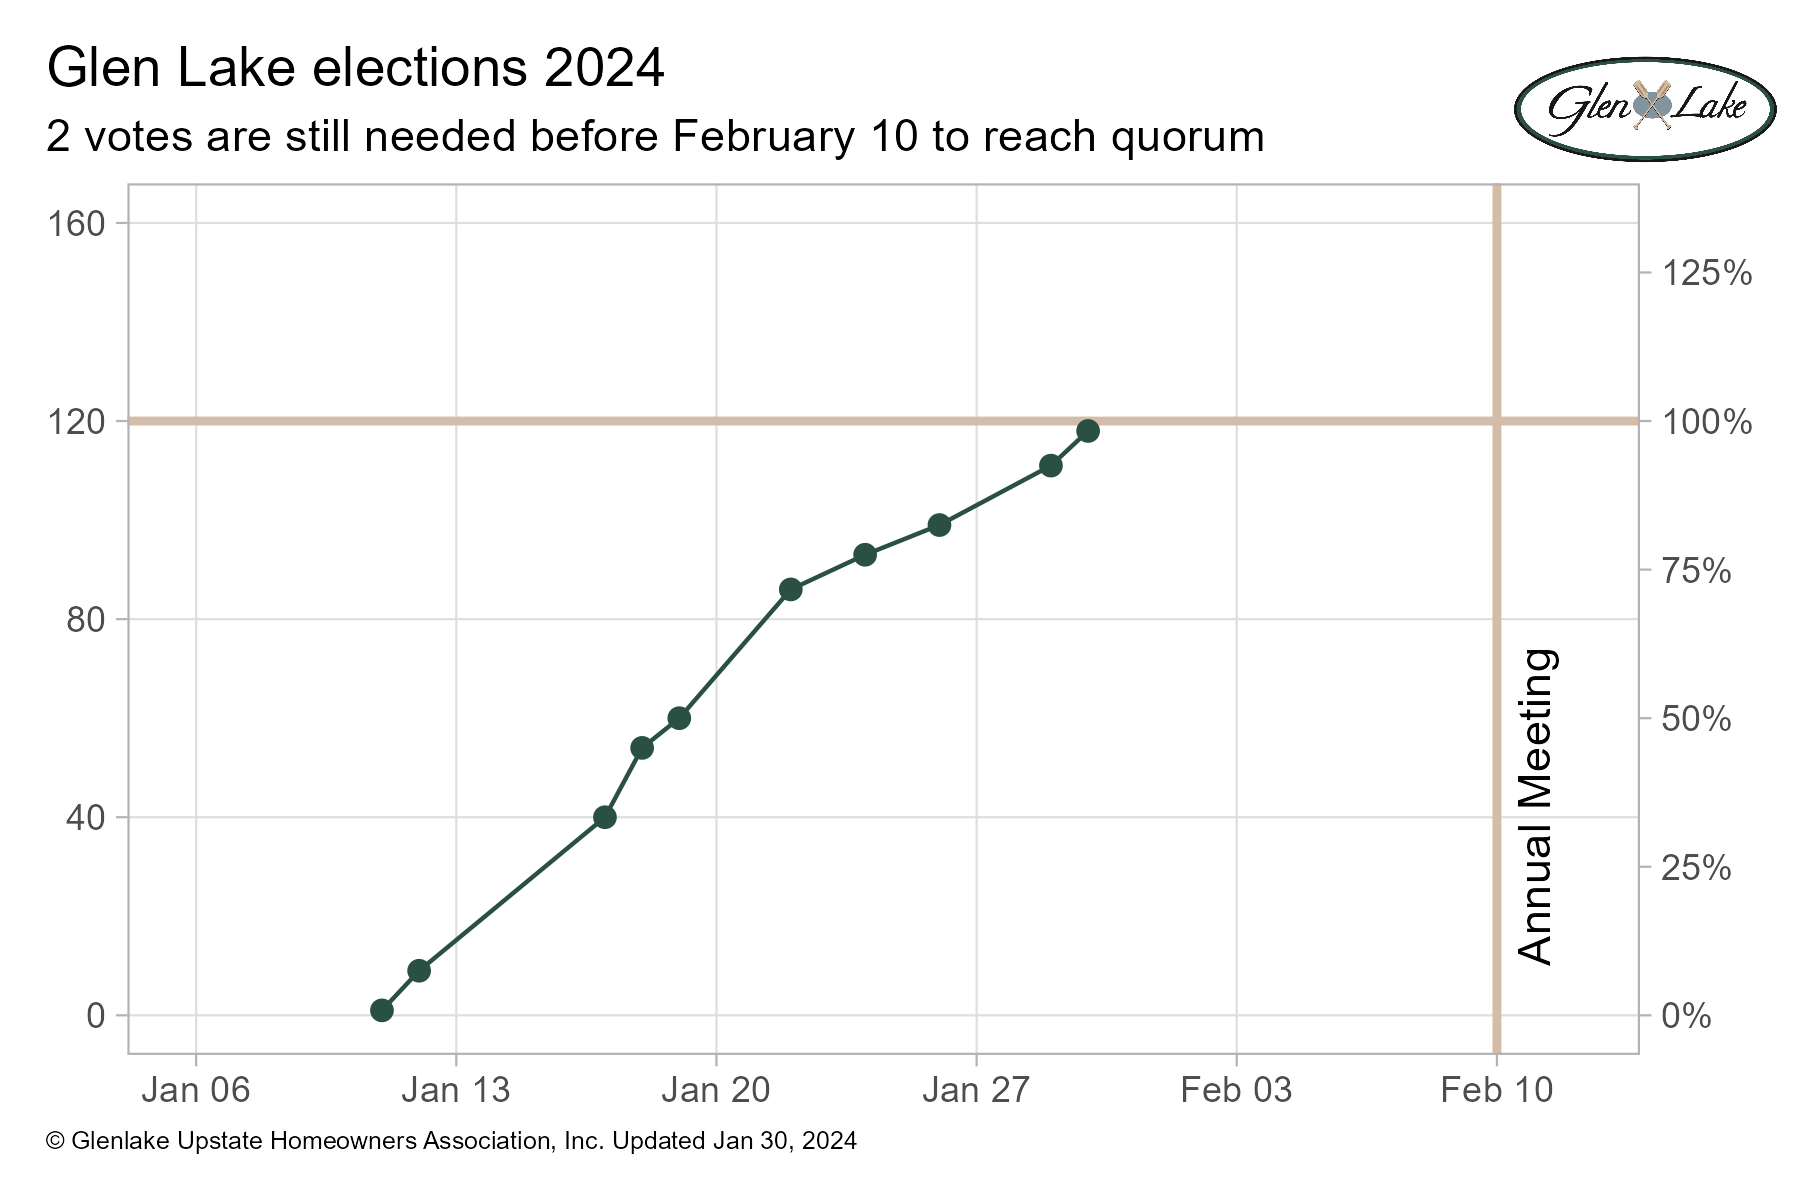 Glen Lake elections 2024
Glen Lake
2 votes are still needed before February 10 to reach quorum
160
125%
120
100%
75%
80
50%
40
25%
0
0%
Annual Meeting
Jan 06
Jan 13
Jan 20
Jan 27
Feb 03
Feb 10
© Glenlake Upstate Homeowners Association, Inc. Updated Jan 30, 2024